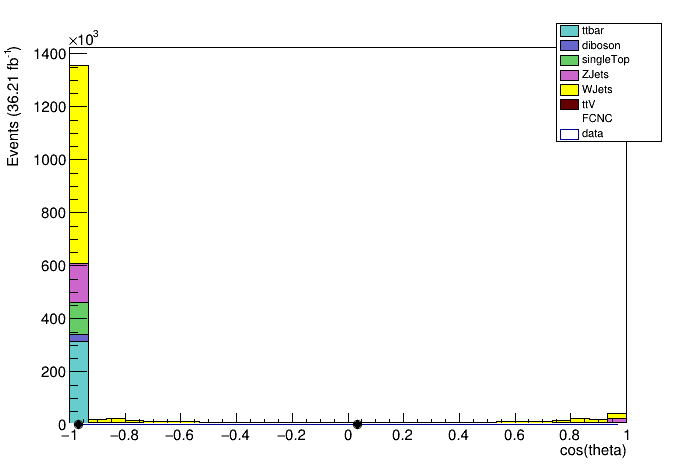 ×10³
Events (36.21 fb⁻¹)
1400
1200
1000
800
600
400
200
0
−1 −0.8 −0.6 −0.4 −0.2 0 0.2 0.4 0.6 0.8 1
cos(theta)
ttbar
diboson
singleTop
ZJets
WJets
ttV
FCNC
data